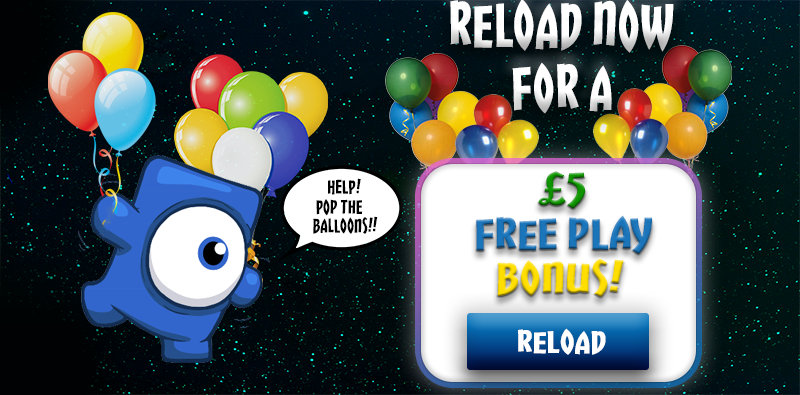 HELP!
POP THE
BALLOONS!!
RELOAD NOW
FOR A
£5
FREE PLAY
BONUS!
RELOAD